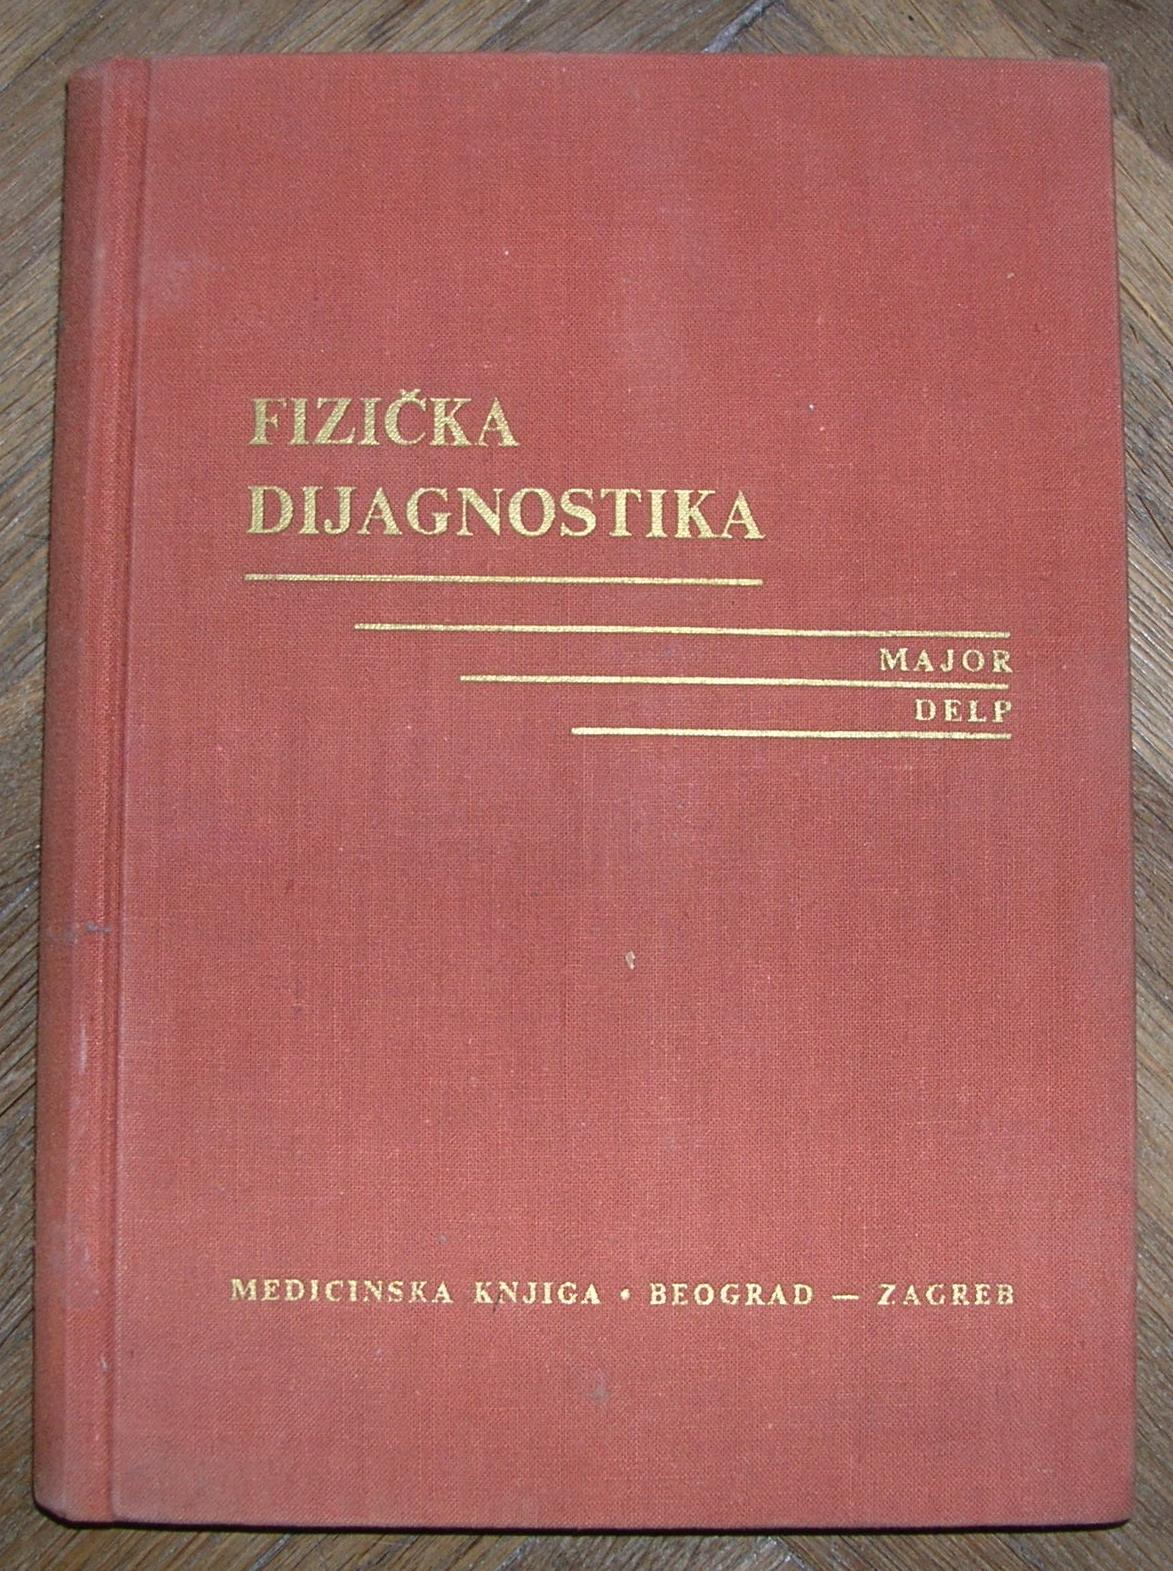 FIZIČKA
DIJAGNOSTIKA
MAJOR
DELP
MEDICINSKA KNJIGA • BEOGRAD — ZAGREB